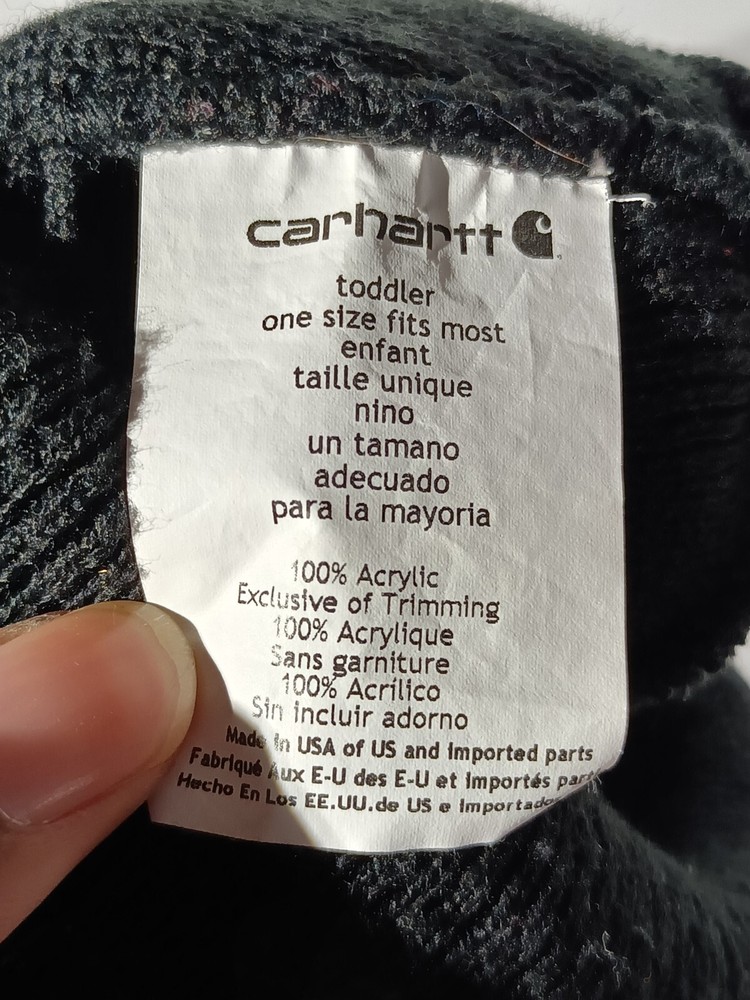 carhartt
toddler
one size fits most
enfant
taille unique
nino
un tamano
adecuado
para la mayoria
100% Acrylic
Exclusive of Trimming
100% Acrylique
Sans garniture
100% Acrílico
Sin incluir adorno
Made In USA of US and Imported parts
Fabriqué Aux E-U des E-U et Importés
Hecho En Los EE.UU.de US e